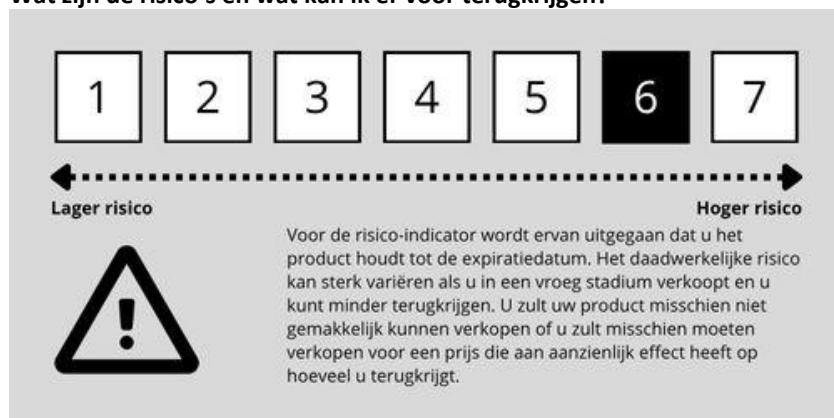 Wat zijn de risico's en wat kan ik er voor terugkrijgen?
1 2 3 4 5 6 7
Lager risico Hoger risico
Voor de risico-indicator wordt ervan uitgegaan dat u het
product houdt tot de expiratiedatum. Het daadwerkelijke risico
kan sterk variëren als u in een vroeg stadium verkoopt en u
kunt minder terugkrijgen. U zult uw product misschien niet
gemakkelijk kunnen verkopen of u zult misschien moeten
verkopen voor een prijs die aan aanzienlijk effect heeft op
hoeveel u terugkrijgt.